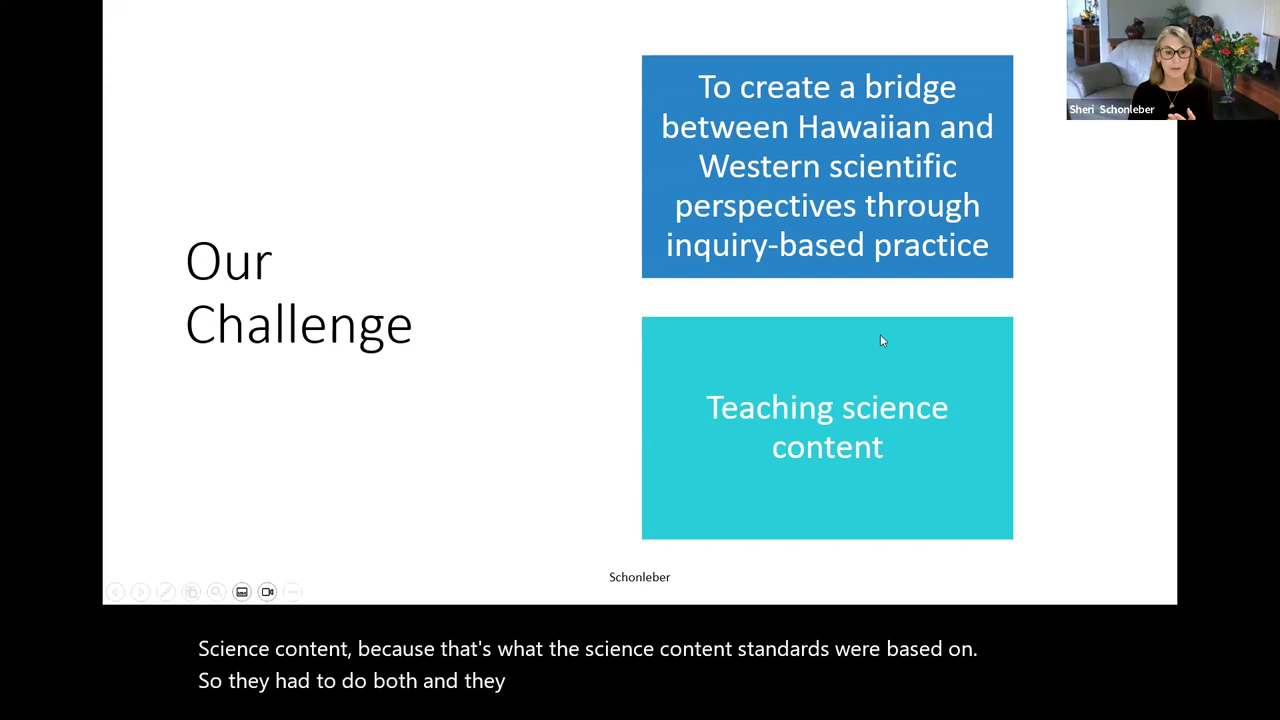 Our
Challenge
To create a bridge
between Hawaiian and
Western scientific
perspectives through
inquiry-based practice
Teaching science
content
Schonleber
Sheri Schonleber
Science content, because that's what the science content standards were based on.
So they had to do both and they